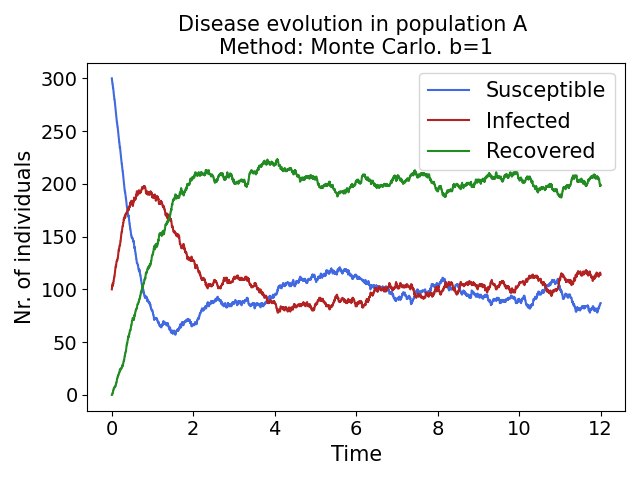 Disease evolution in population A
Method: Monte Carlo. b=1
Susceptible
Infected
Recovered
Nr. of individuals
300
250
200
150
100
50
0
0 2 4 6 8 10 12
Time